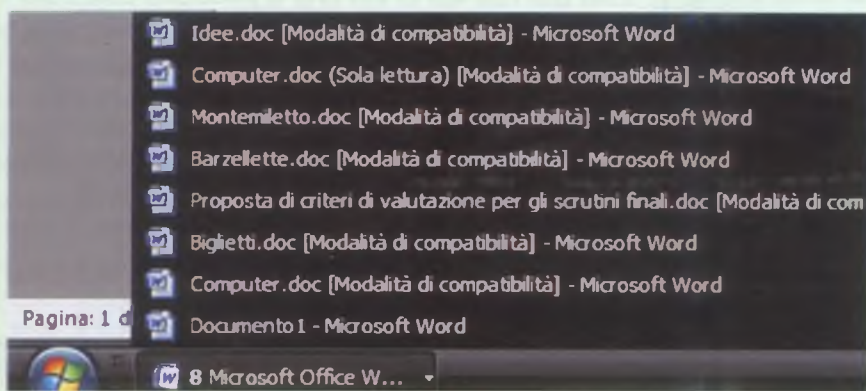 Idee.doc [Modalità di compatibilità] - Microsoft Word
Computer.doc (Sola lettura) [Modalità di compatibilità] - Microsoft Word
Montemiletto.doc [Modalità di compatibilità] - Microsoft Word
Barzellette.doc [Modalità di compatibilità] - Microsoft Word
Proposta di criteri di valutazione per gli scrutini finali.doc [Modalità di com
Biglietti.doc [Modalità di compatibilità] - Microsoft Word
Computer.doc [Modalità di compatibilità] - Microsoft Word
Pagina: 1 d
Documento1 - Microsoft Word
8 Microsoft Office W...